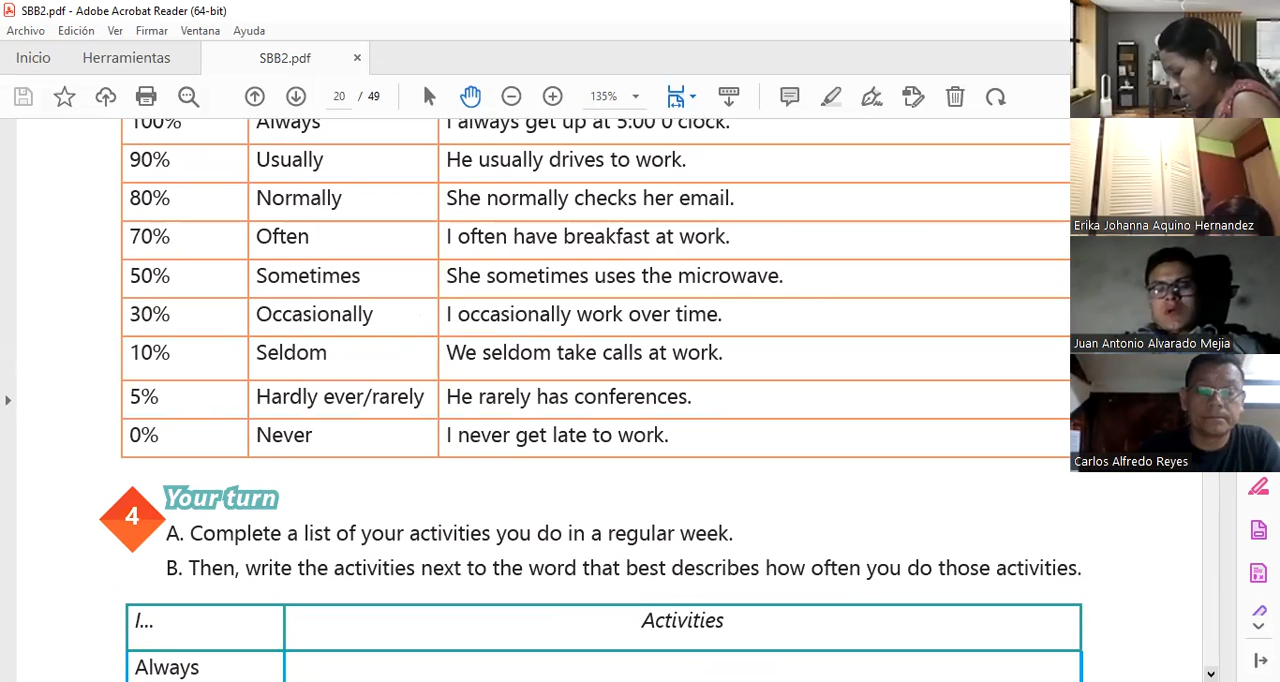 SBB2.pdf - Adobe Acrobat Reader (64-bit)
Archivo Edición Ver Firmar Ventana Ayuda
Inicio Herramientas SBB2.pdf ×
20 / 49 135%
100% Always I always get up at 5:00 0'clock.
90% Usually He usually drives to work.
80% Normally She normally checks her email.
70% Often I often have breakfast at work.
50% Sometimes She sometimes uses the microwave.
30% Occasionally I occasionally work over time.
10% Seldom We seldom take calls at work.
5% Hardly ever/rarely He rarely has conferences.
0% Never I never get late to work.
4 Your turn
A. Complete a list of your activities you do in a regular week.
B. Then, write the activities next to the word that best describes how often you do those activities.
I... Activities
Always
Erika Johanna Aquino Hernandez
Juan Antonio Alvarado Mejia
Carlos Alfredo Reyes